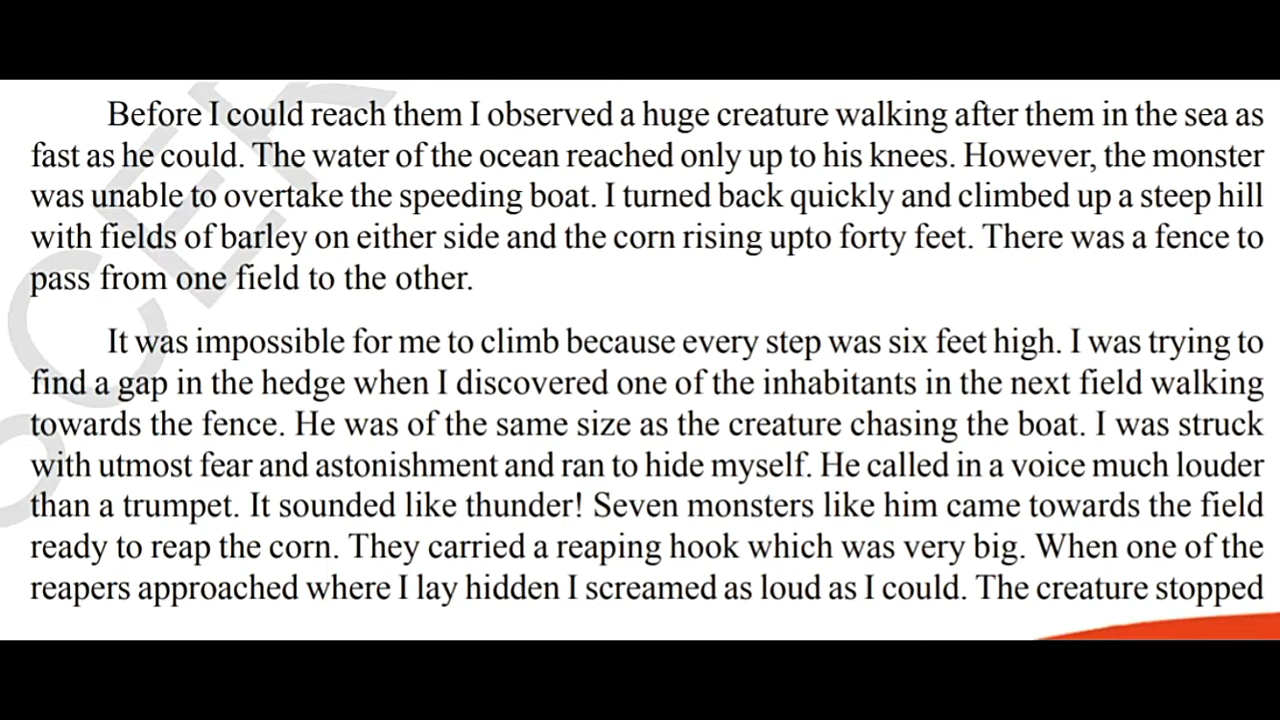 Before I could reach them I observed a huge creature walking after them in the sea as
fast as he could. The water of the ocean reached only up to his knees. However, the monster
was unable to overtake the speeding boat. I turned back quickly and climbed up a steep hill
with fields of barley on either side and the corn rising upto forty feet. There was a fence to
pass from one field to the other.
It was impossible for me to climb because every step was six feet high. I was trying to
find a gap in the hedge when I discovered one of the inhabitants in the next field walking
towards the fence. He was of the same size as the creature chasing the boat. I was struck
with utmost fear and astonishment and ran to hide myself. He called in a voice much louder
than a trumpet. It sounded like thunder! Seven monsters like him came towards the field
ready to reap the corn. They carried a reaping hook which was very big. When one of the
reapers approached where I lay hidden I screamed as loud as I could. The creature stopped